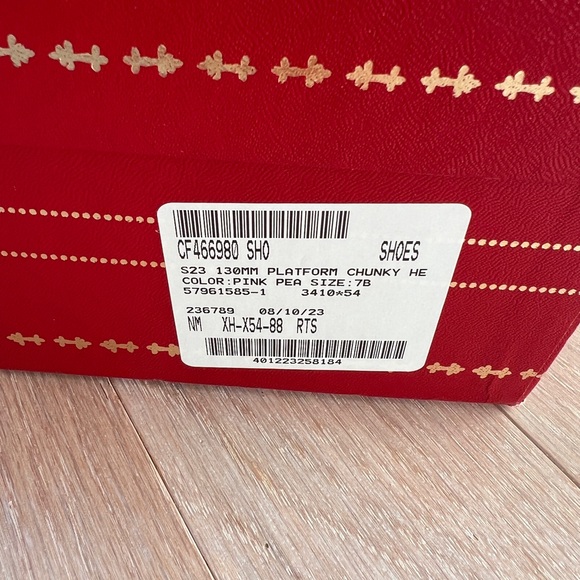 CF466980 SHO SHOES
S23 130MM PLATFORM CHUNKY HE
COLOR:PINK PEA SIZE:7B
57961585-1 3410*54
236789 08/10/23
NM XH-X54-88 RTS
401223258184